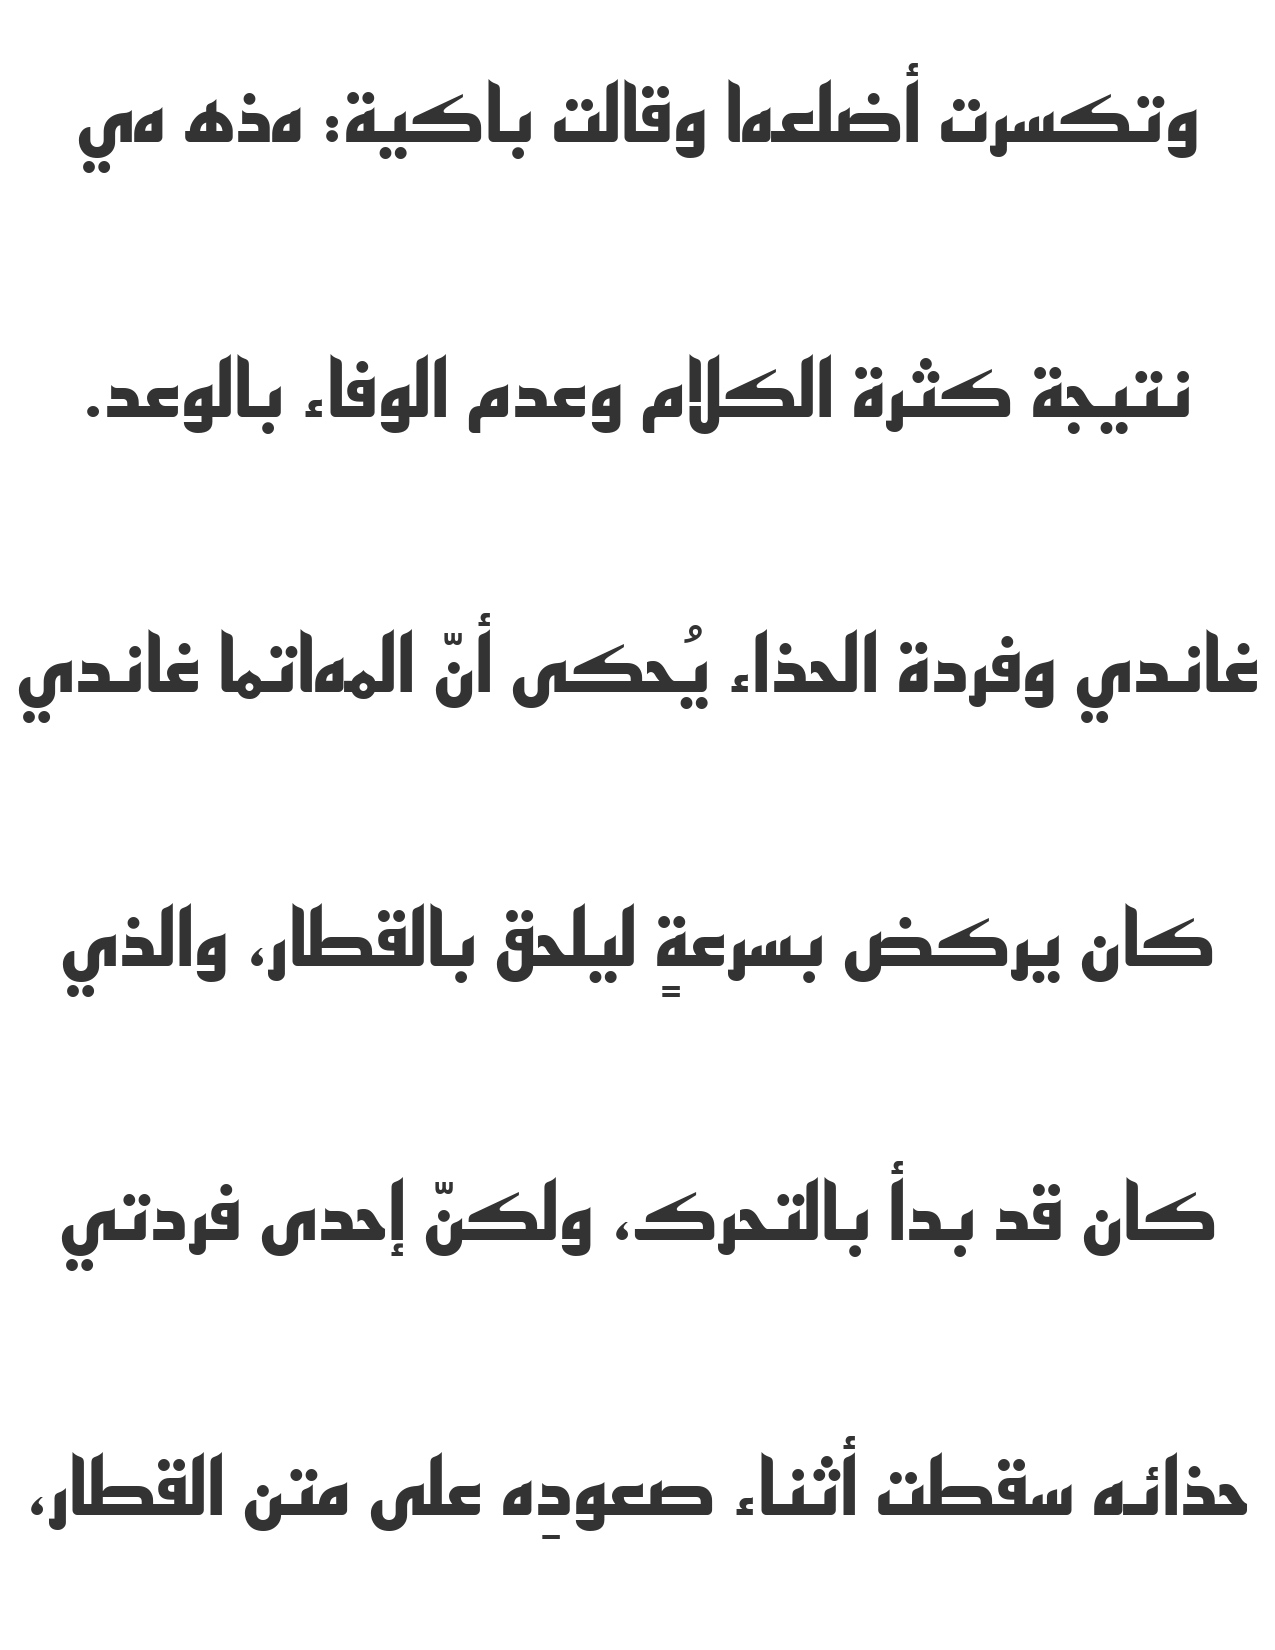 وتكسرت أضلعها وقالت باكية: هذه هي
نتيجة كثرة الكلام وعدم الوفاء بالوعد.
غاندي وفردة الحذاء يُحكى أنّ المهاتما غاندي
كان يركض بسرعةٍ ليلحق بالقطار، والذي
كان قد بدأ بالتحرك، ولكنّ إحدى فردتي
حذائه سقطت أثناء صعودِه على متن القطار،